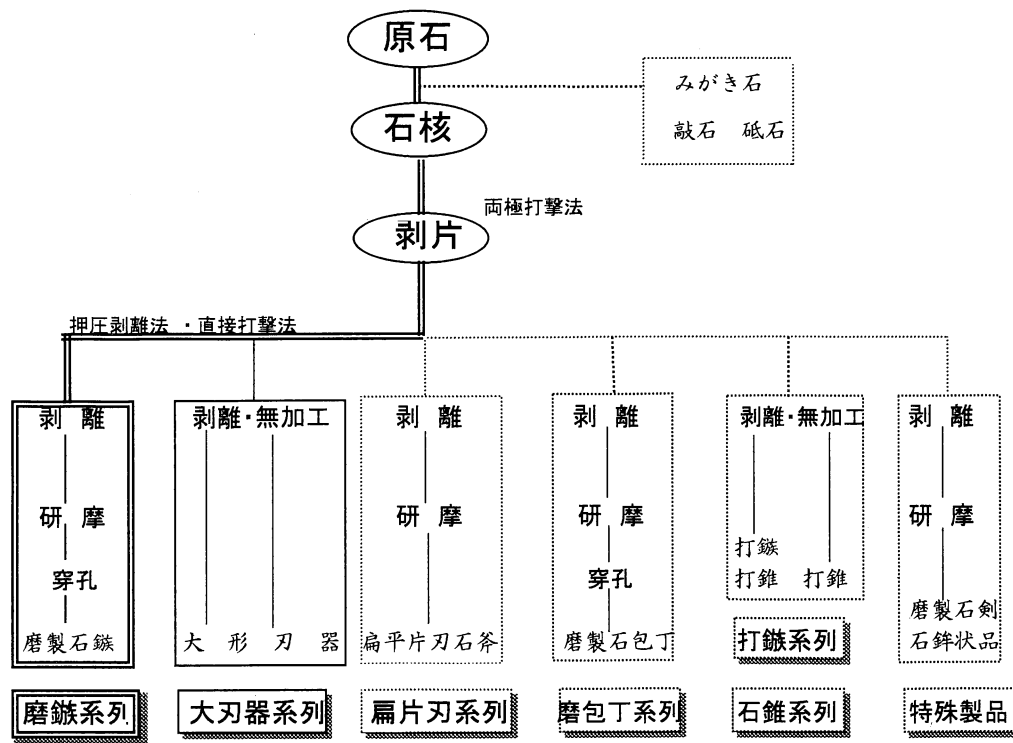 原石
みがき石
敲石 砥石
石核
両極打撃法
剥片
押圧剥離法 ・直接打撃法
剥 離
研 摩
穿孔
磨製石鏃
磨鏃系列
剥離・無加工
大 形 刃 器
大刃器系列
剥 離
研 摩
扁平片刃石斧
扁片刃系列
剥 離
研 摩
穿孔
磨製石包丁
磨包丁系列
剥離・無加工
打鏃
打錐 打錐
打鏃系列
石錐系列
剥 離
研 摩
磨製石剣
石鉾状品
特殊製品